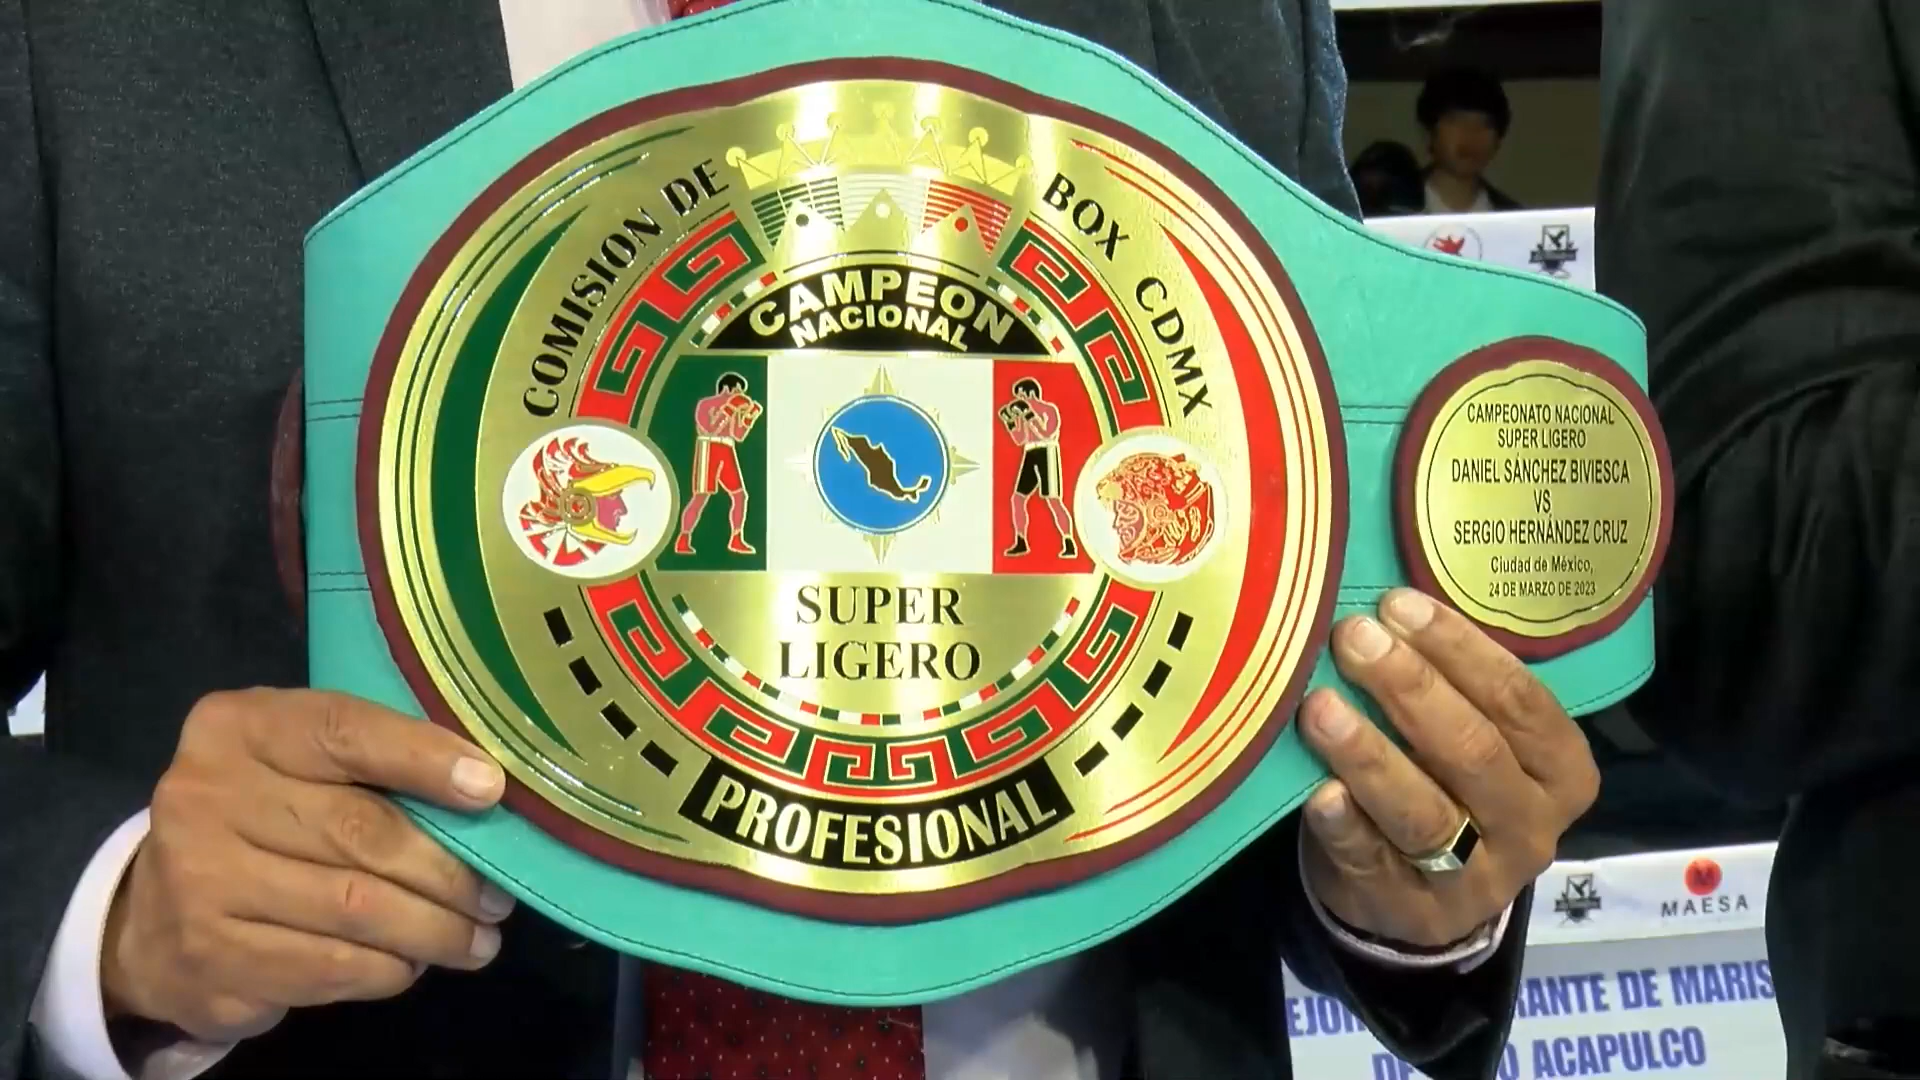 COMISION DE BOX CDMX
CAMPEON
NACIONAL
SUPER
LIGERO
PROFESIONAL
CAMPEONATO NACIONAL
SUPER LIGERO
DANIEL SÁNCHEZ BIVIESCA
VS
SERGIO HERNÁNDEZ CRUZ
Ciudad de México,
24 DE MARZO DE 2023
MAESA
DE
ACAPULCO